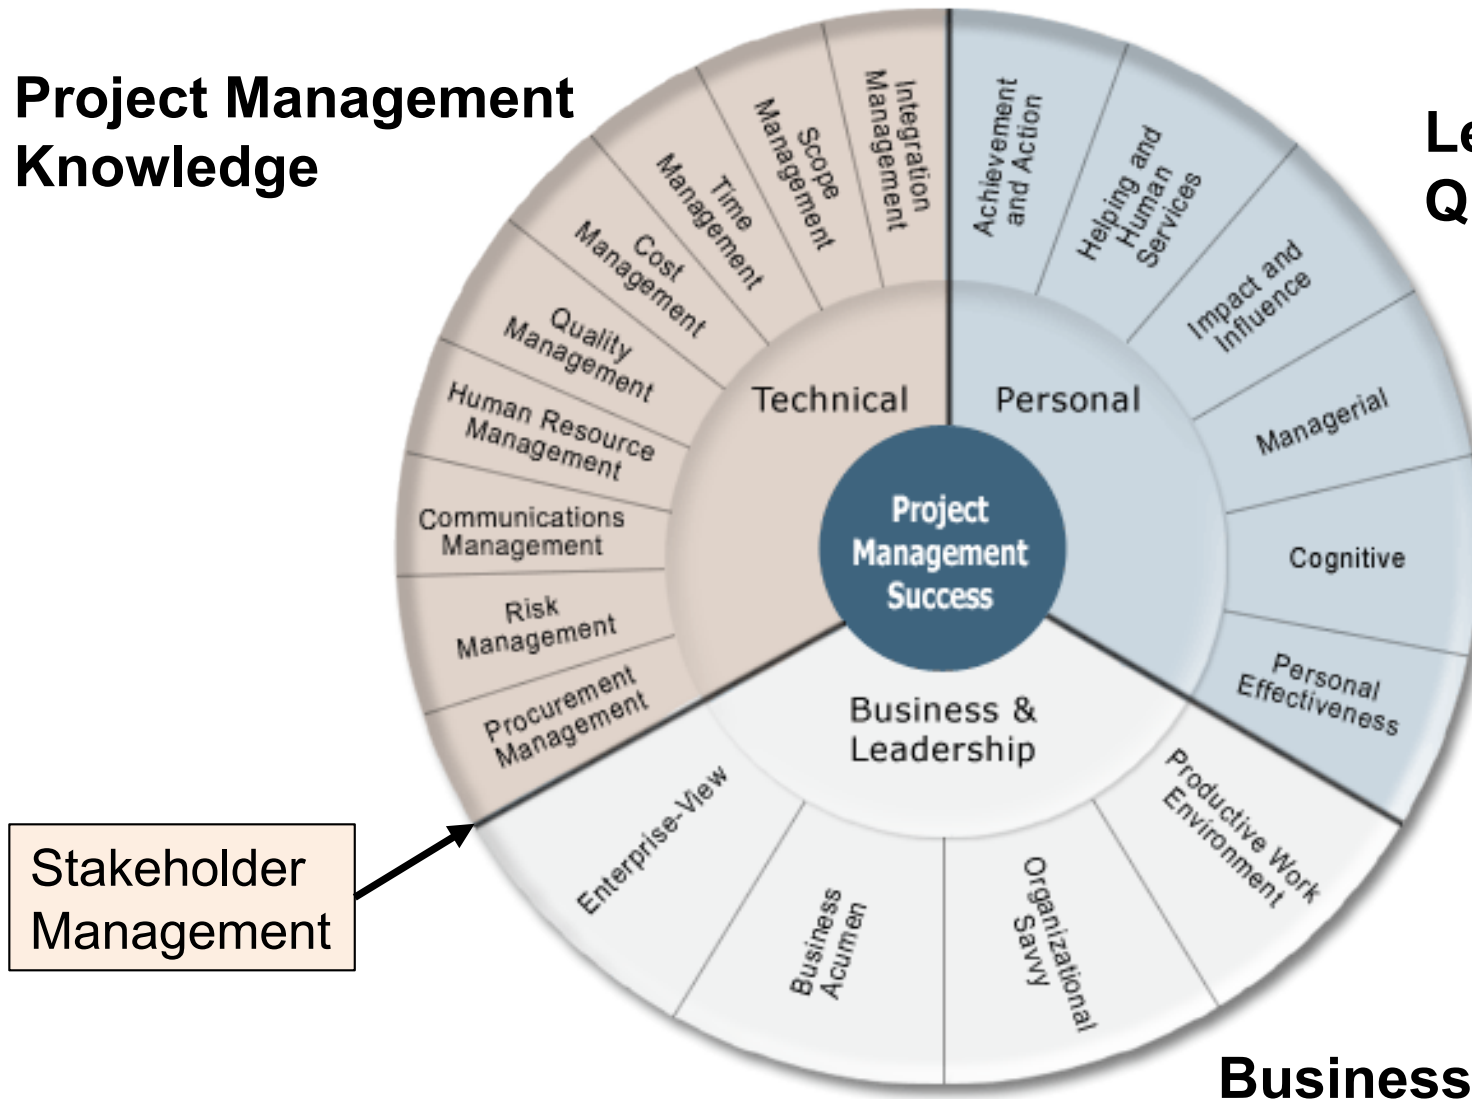 Project Management
Knowledge
Le
Q
Integration
Management
Scope
Management
Time
Management
Cost
Management
Quality
Management
Human Resource
Management
Communications
Management
Risk
Management
Procurement
Management
Technical
Achievement
and Action
Helping and
Human
Services
Impact and
Influence
Managerial
Cognitive
Personal
Effectiveness
Personal
Project
Management
Success
Business &
Leadership
Enterprise-View
Business
Acumen
Organizational
Savvy
Productive Work
Environment
Stakeholder
Management
Business